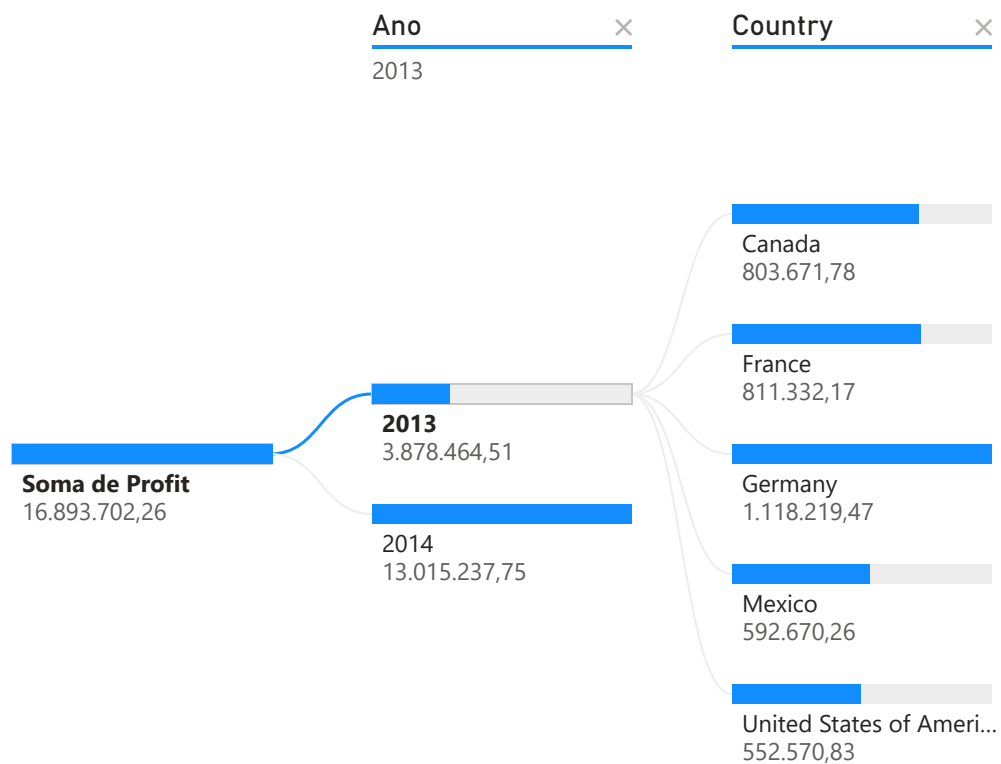 Ano
2013
Country
Soma de Profit
16.893.702,26
2013
3.878.464,51
2014
13.015.237,75
Canada
803.671,78
France
811.332,17
Germany
1.118.219,47
Mexico
592.670,26
United States of Ameri...
552.570,83